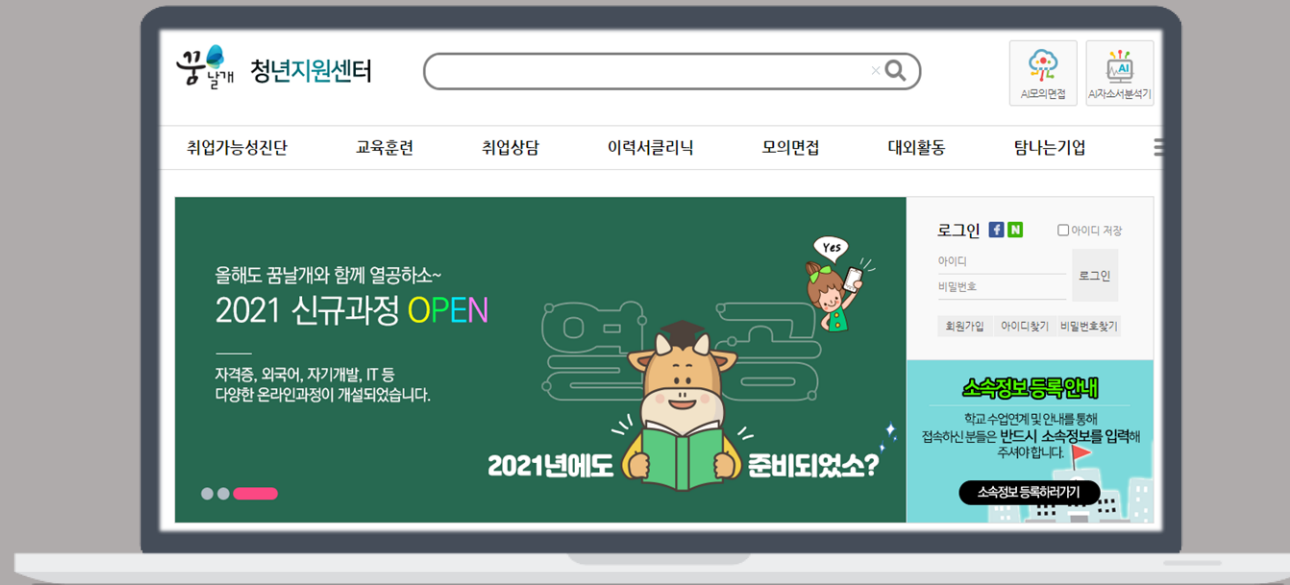 꿈날개 청년지원센터
AI모의면접
AI자소서분석기
취업가능성진단 교육훈련 취업상담 이력서클리닉 모의면접 대외활동 탐나는기업
올해도 꿈날개와 함께 열공하소~
2021 신규과정 OPEN
자격증, 외국어, 자기개발, IT 등
다양한 온라인과정이 개설되었습니다.
Yes
열공
2021년에도 준비되었소?
로그인 f N 아이디 저장
아이디
비밀번호
로그인
회원가입 아이디찾기 비밀번호찾기
소속정보 등록 안내
학교 수업연계 및 안내를 통해
접속하신 분들은 반드시 소속정보를 입력해
주셔야 합니다.
소속정보 등록하러가기